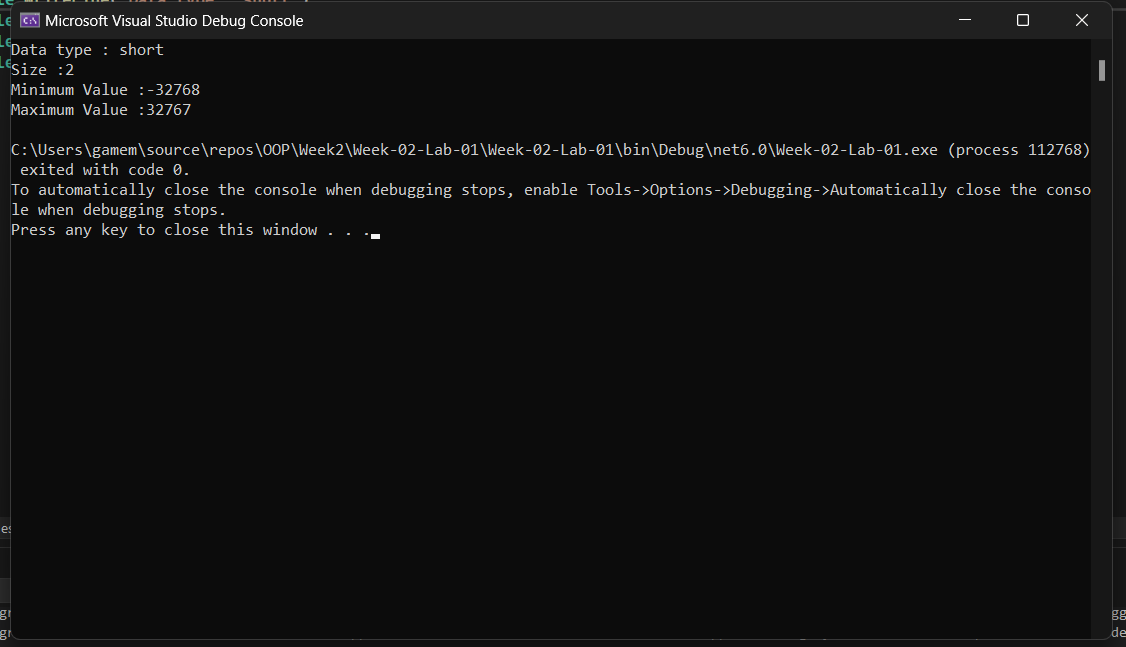 Microsoft Visual Studio Debug Console
Data type : short
Size :2
Minimum Value :-32768
Maximum Value :32767
C:\Users\gamem\source\repos\OOP\Week2\Week-02-Lab-01\Week-02-Lab-01\bin\Debug\net6.0\Week-02-Lab-01.exe (process 112768)
exited with code 0.
To automatically close the console when debugging stops, enable Tools->Options->Debugging->Automatically close the conso
le when debugging stops.
Press any key to close this window . . .